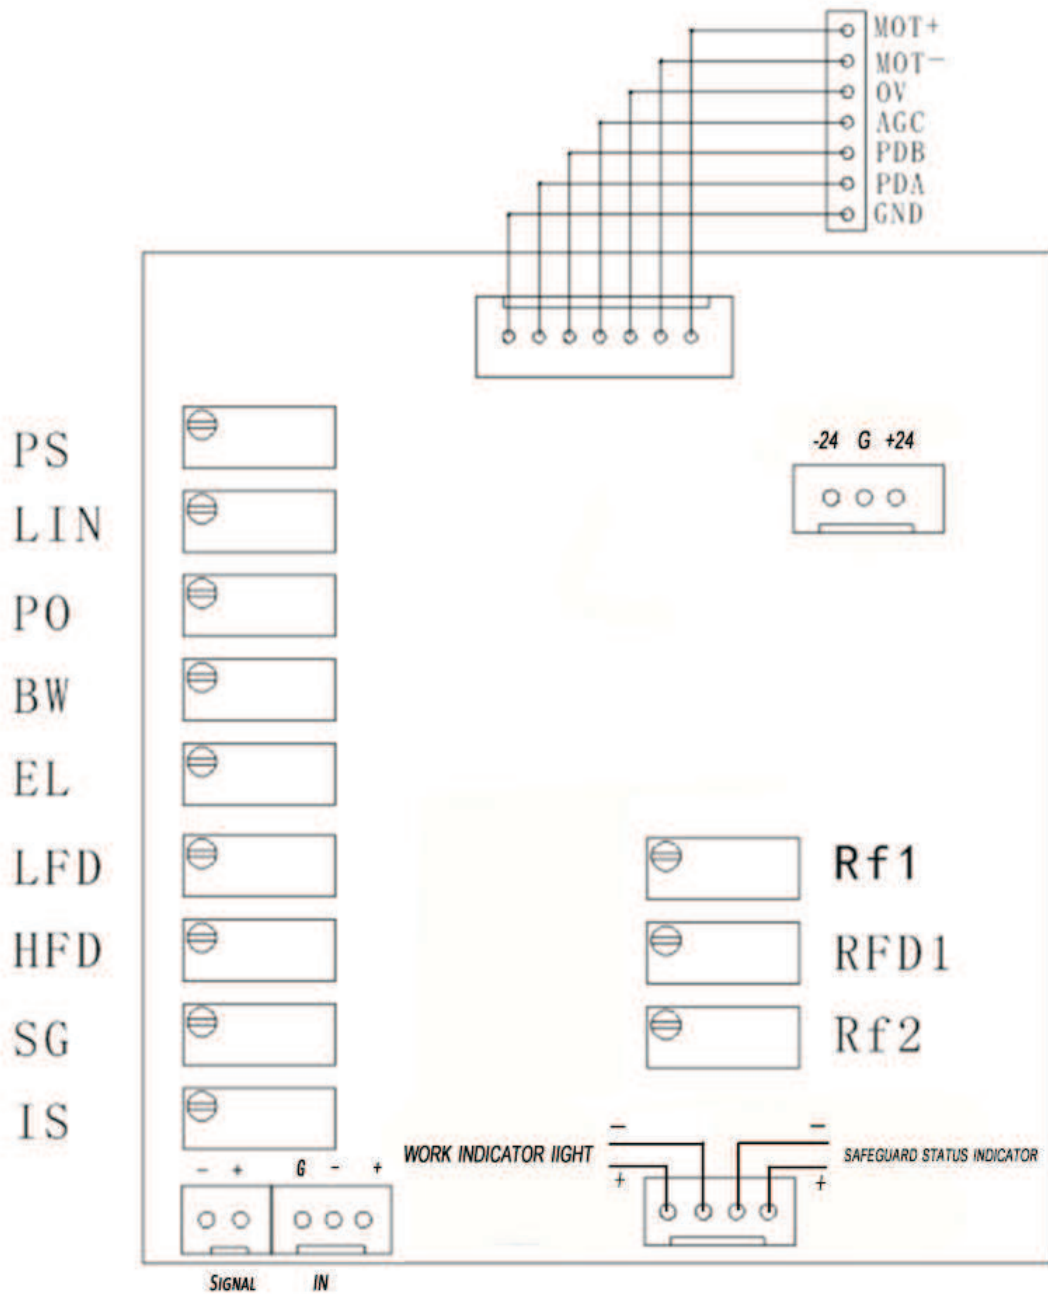 MOT+
MOT-
OV
AGC
PDB
PDA
GND
-24 G +24
PS
LIN
PO
BW
EL
LFD
HFD
SG
IS
Rf1
RFD1
Rf2
WORK INDICATOR IIGHT
- +
- +
SAFEGUARD STATUS INDICATOR
- + G - +
SIGNAL IN